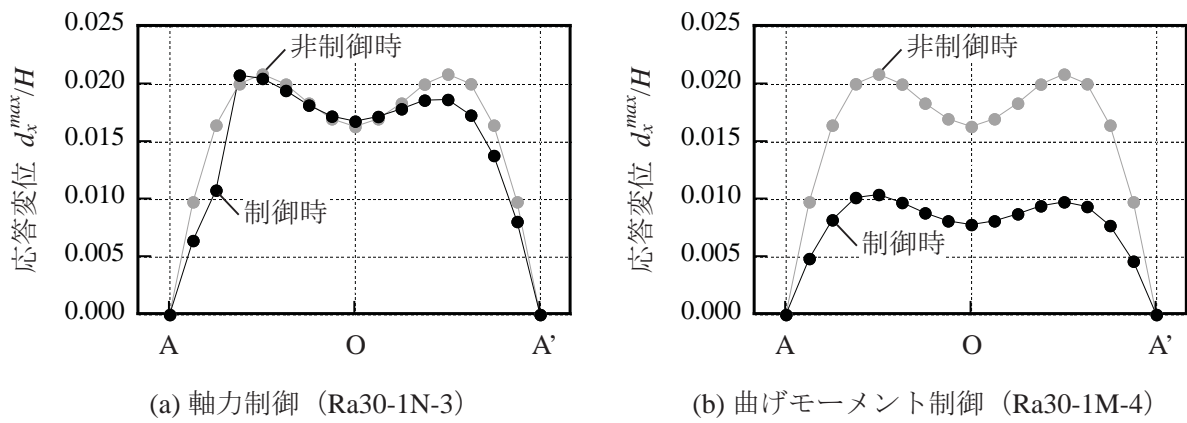 0.025
0.020
0.015
0.010
0.005
0.000
応答変位 d_x^{max}/H
非制御時
制御時
A
O
A'
(a) 軸力制御（Ra30-1N-3）
0.025
0.020
0.015
0.010
0.005
0.000
応答変位 d_x^{max}/H
非制御時
制御時
A
O
A'
(b) 曲げモーメント制御（Ra30-1M-4）